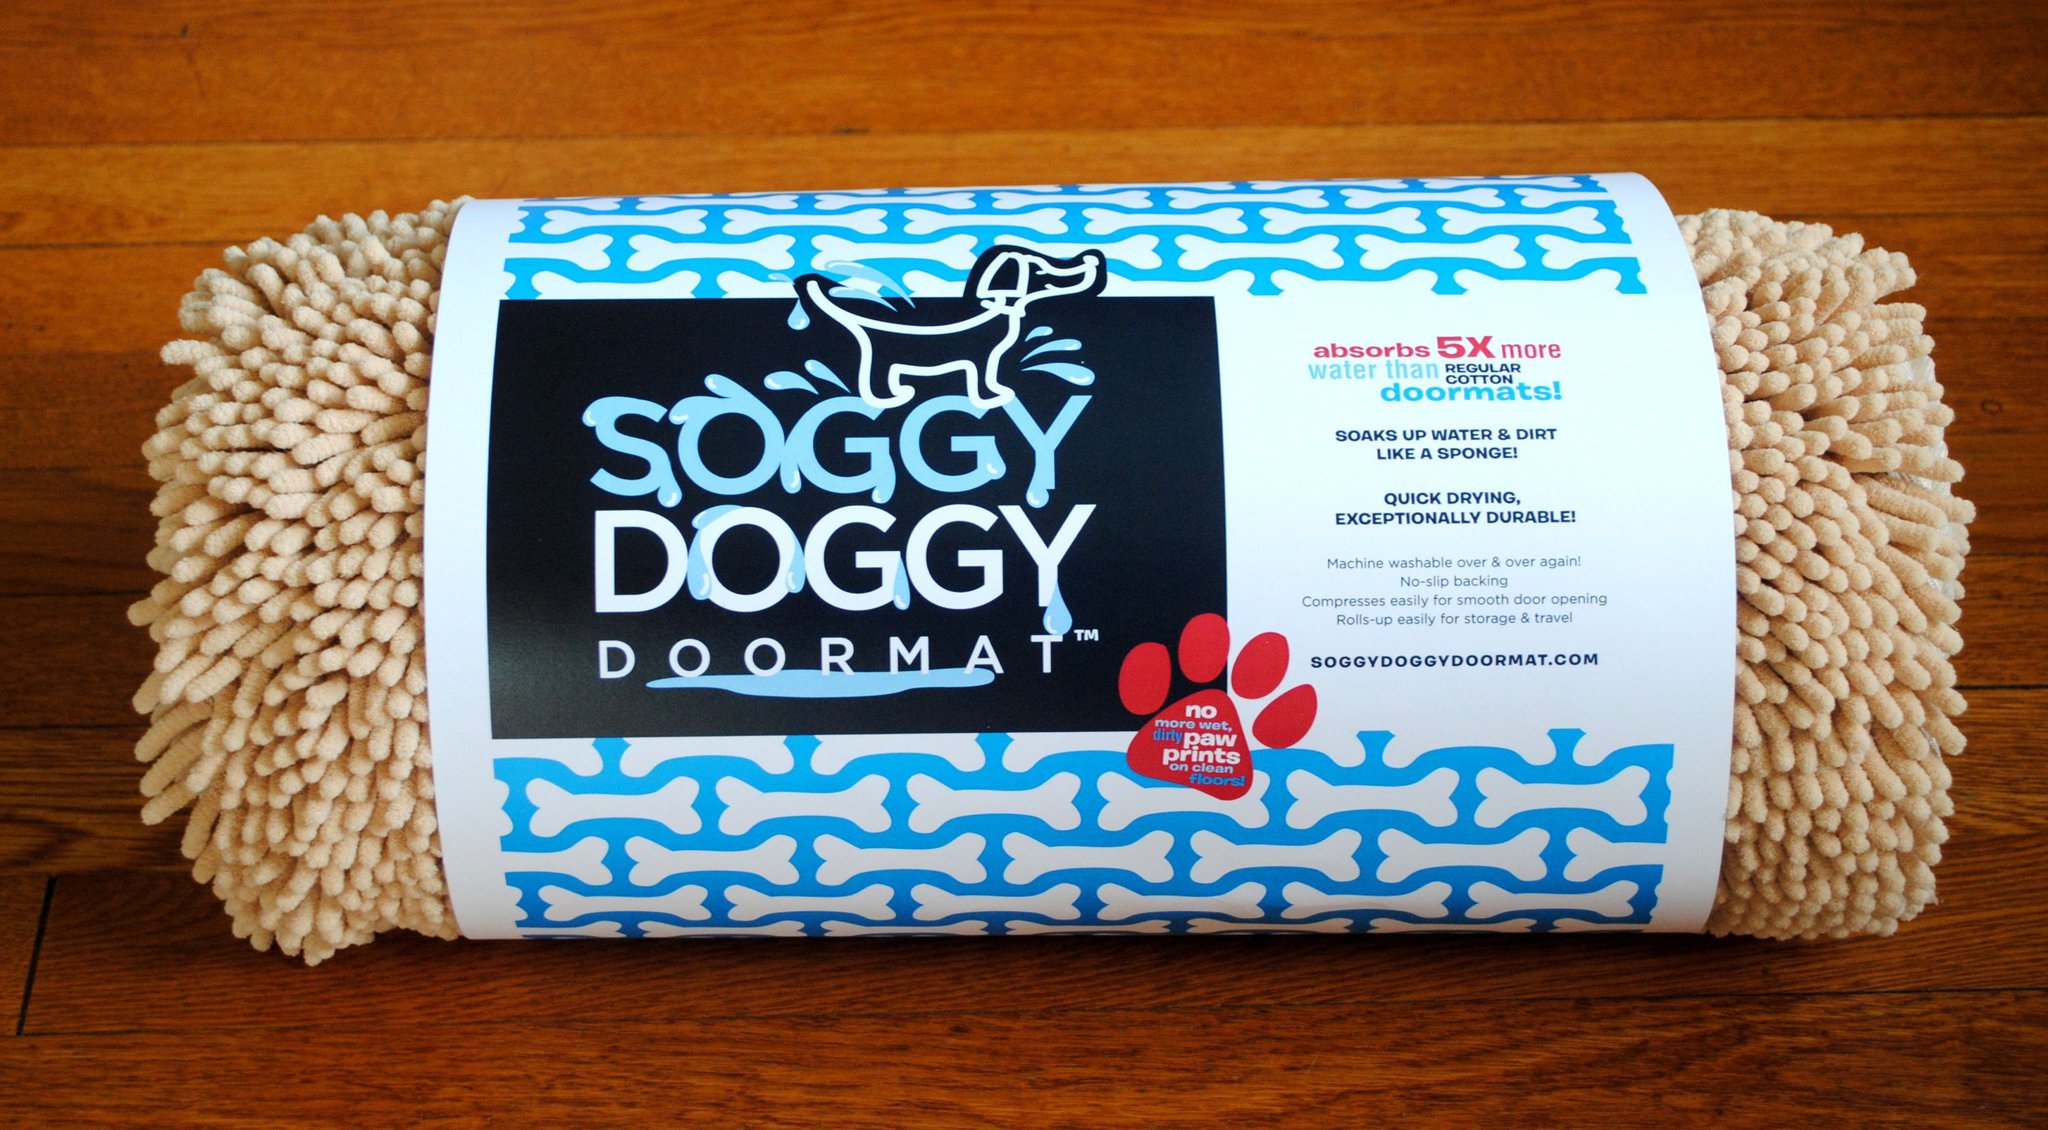 SOGGY
DOGGY
DOORMAT™
absorbs 5X more
water than REGULAR COTTON
doormats!
SOAKS UP WATER & DIRT
LIKE A SPONGE!
QUICK DRYING,
EXCEPTIONALLY DURABLE!
Machine washable over & over again!
No-slip backing
Compresses easily for smooth door opening
Rolls-up easily for storage & travel
SOGGYDOGGYDOORMAT.COM
no
more wet,
dirty paw
prints
on clean
floors!